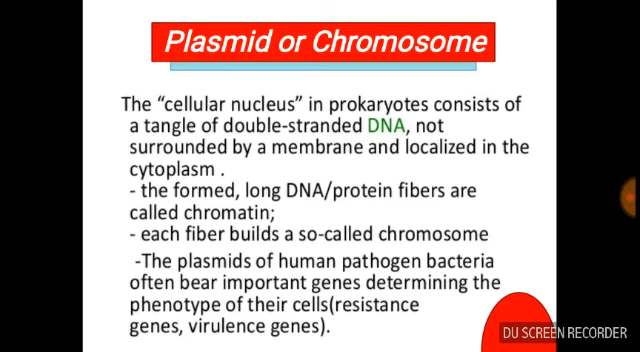 Plasmid or Chromosome
The “cellular nucleus” in prokaryotes consists of
a tangle of double-stranded DNA, not
surrounded by a membrane and localized in the
cytoplasm .
- the formed, long DNA/protein fibers are
called chromatin;
- each fiber builds a so-called chromosome
-The plasmids of human pathogen bacteria
often bear important genes determining the
phenotype of their cells(resistance
genes, virulence genes).
DU SCREEN RECORDER